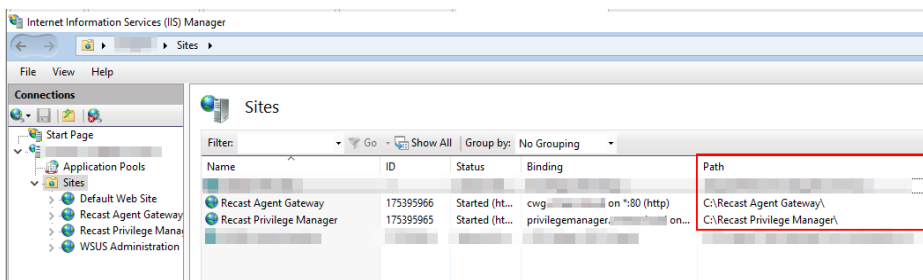 Internet Information Services (IIS) Manager
Sites
File View Help
Connections
Start Page
Application Pools
Sites
Default Web Site
Recast Agent Gateway
Recast Privilege Mana
WSUS Administration
Sites
Filter: Go Show All Group by: No Grouping
Name ID Status Binding Path
Recast Agent Gateway 175395966 Started (ht... cwg on *:80 (http) C:\Recast Agent Gateway\
Recast Privilege Manager 175395965 Started (ht... privilegemanager. on... C:\Recast Privilege Manager\